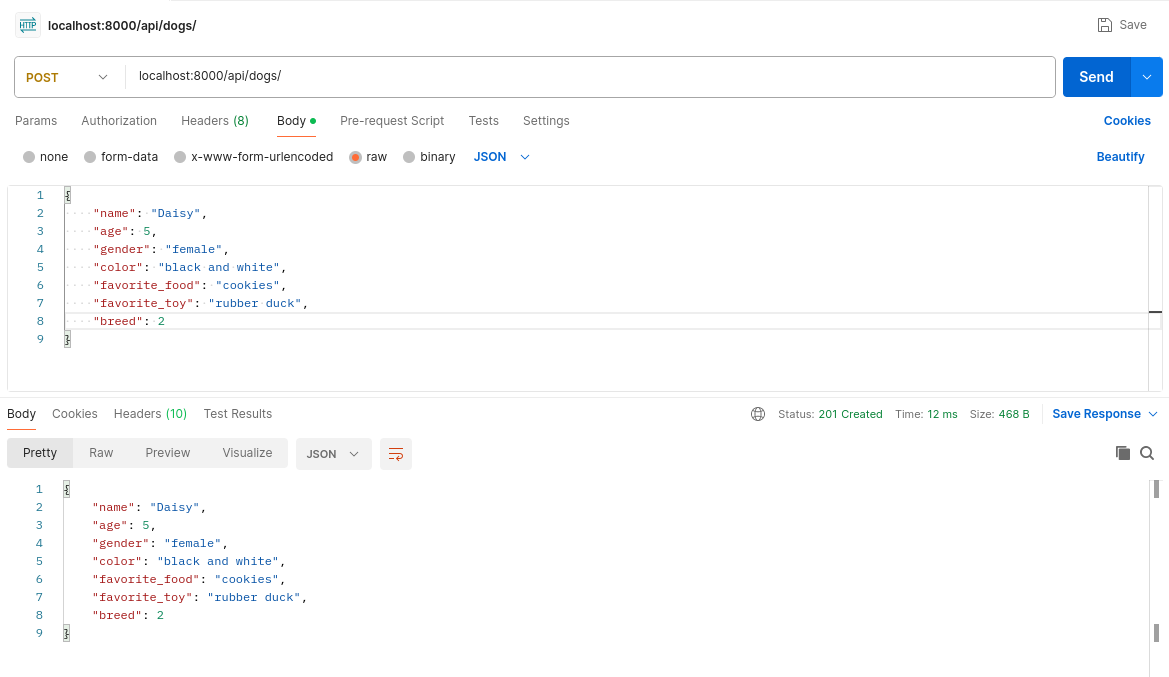 HTTP localhost:8000/api/dogs/ Save
POST localhost:8000/api/dogs/ Send
Params Authorization Headers (8) Body Pre-request Script Tests Settings Cookies
none form-data x-www-form-urlencoded raw binary JSON Beautify
1 {
2 "name": "Daisy",
3 "age": 5,
4 "gender": "female",
5 "color": "black and white",
6 "favorite_food": "cookies",
7 "favorite_toy": "rubber duck",
8 "breed": 2
9 }
Body Cookies Headers (10) Test Results Status: 201 Created Time: 12 ms Size: 468 B Save Response
Pretty Raw Preview Visualize JSON
1 {
2 "name": "Daisy",
3 "age": 5,
4 "gender": "female",
5 "color": "black and white",
6 "favorite_food": "cookies",
7 "favorite_toy": "rubber duck",
8 "breed": 2
9 }